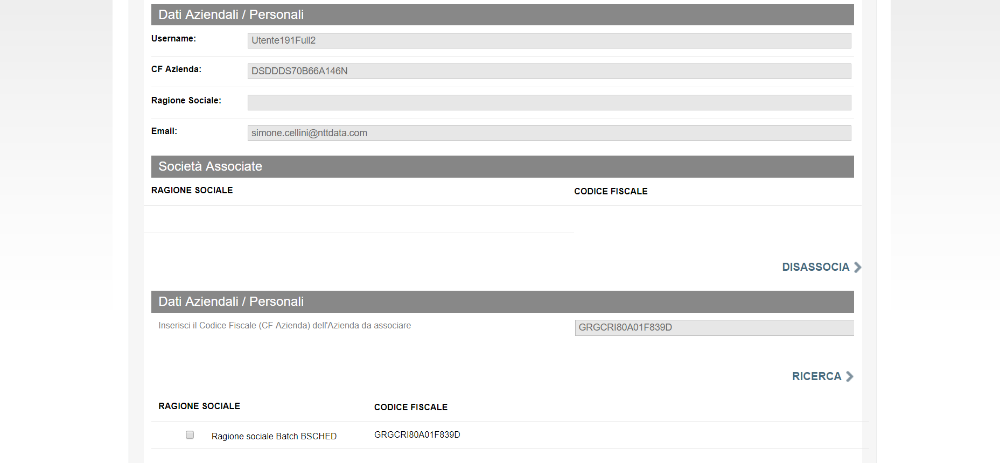 Dati Aziendali / Personali
Username: Utente191Full2
CF Azienda: DSDDDS70B66A146N
Ragione Sociale:
Email: simone.cellini@nttdata.com
Società Associate
RAGIONE SOCIALE CODICE FISCALE
DISASSOCIA
Dati Aziendali / Personali
Inserisci il Codice Fiscale (CF Azienda) dell'Azienda da associare GRGCRI80A01F839D
RICERCA
RAGIONE SOCIALE CODICE FISCALE
Ragione sociale Batch BSCHED GRGCRI80A01F839D